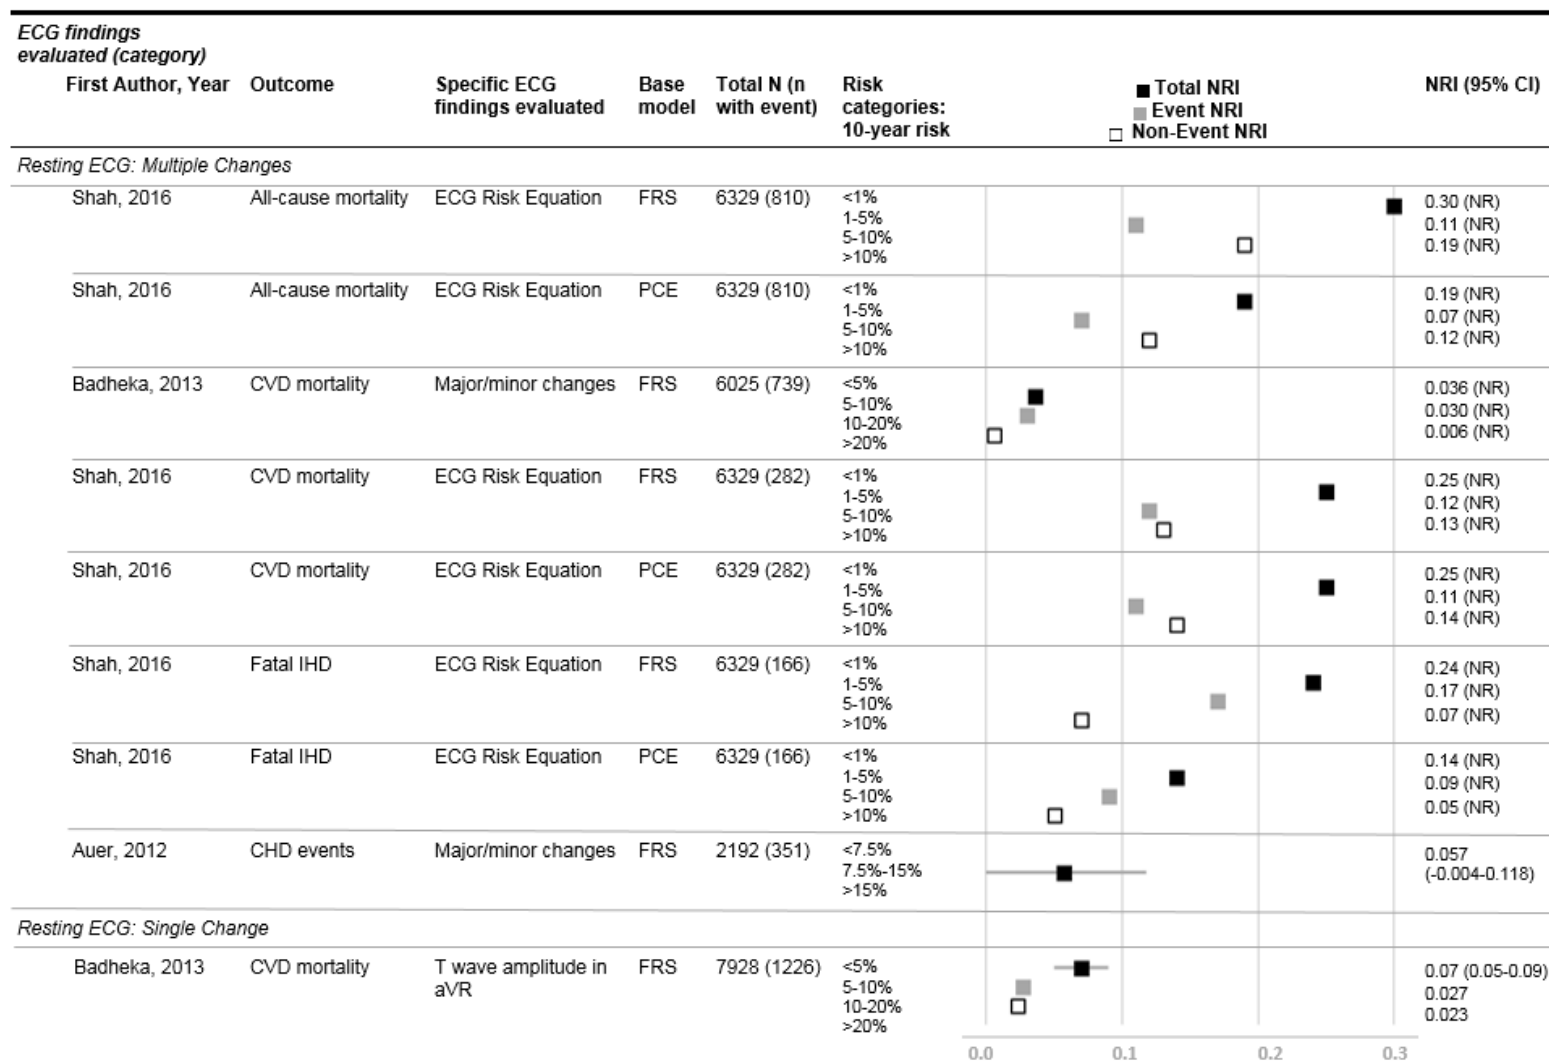 ECG findings
evaluated (category)
First Author, Year Outcome Specific ECG findings evaluated Base model Total N (n with event) Risk categories: 10-year risk Total NRI Event NRI Non-Event NRI NRI (95% CI)
Resting ECG: Multiple Changes
Shah, 2016 All-cause mortality ECG Risk Equation FRS 6329 (810) <1% 0.30 (NR)
1-5% 0.11 (NR)
5-10% 0.19 (NR)
>10%
Shah, 2016 All-cause mortality ECG Risk Equation PCE 6329 (810) <1% 0.19 (NR)
1-5% 0.07 (NR)
5-10% 0.12 (NR)
>10%
Badheka, 2013 CVD mortality Major/minor changes FRS 6025 (739) <5% 0.036 (NR)
5-10% 0.030 (NR)
10-20% 0.006 (NR)
>20%
Shah, 2016 CVD mortality ECG Risk Equation FRS 6329 (282) <1% 0.25 (NR)
1-5% 0.12 (NR)
5-10% 0.13 (NR)
>10%
Shah, 2016 CVD mortality ECG Risk Equation PCE 6329 (282) <1% 0.25 (NR)
1-5% 0.11 (NR)
5-10% 0.14 (NR)
>10%
Shah, 2016 Fatal IHD ECG Risk Equation FRS 6329 (166) <1% 0.24 (NR)
1-5% 0.17 (NR)
5-10% 0.07 (NR)
>10%
Shah, 2016 Fatal IHD ECG Risk Equation PCE 6329 (166) <1% 0.14 (NR)
1-5% 0.09 (NR)
5-10% 0.05 (NR)
>10%
Auer, 2012 CHD events Major/minor changes FRS 2192 (351) <7.5% 0.057
7.5%-15% (-0.004-0.118)
>15%
Resting ECG: Single Change
Badheka, 2013 CVD mortality T wave amplitude in FRS 7928 (1226) <5% 0.07 (0.05-0.09)
aVR 5-10% 0.027
10-20% 0.023
>20%
0.0 0.1 0.2 0.3